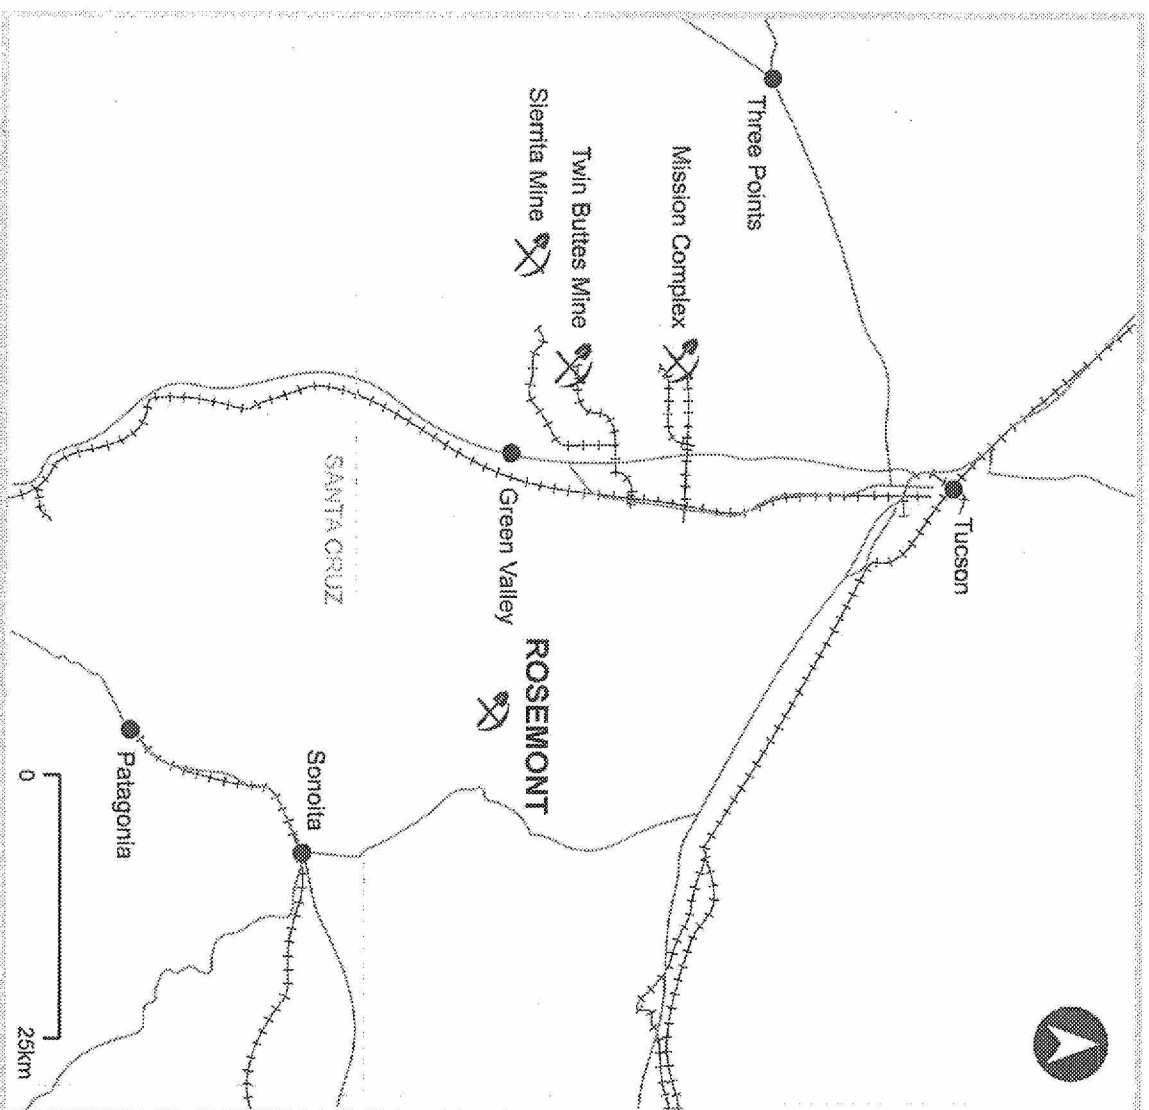 Tucson
Three Points
Mission Complex
Twin Buttes Mine
Sierrita Mine
ROSEMONT
Green Valley
SANTA CRUZ
Sonoita
Patagonia
0
25km